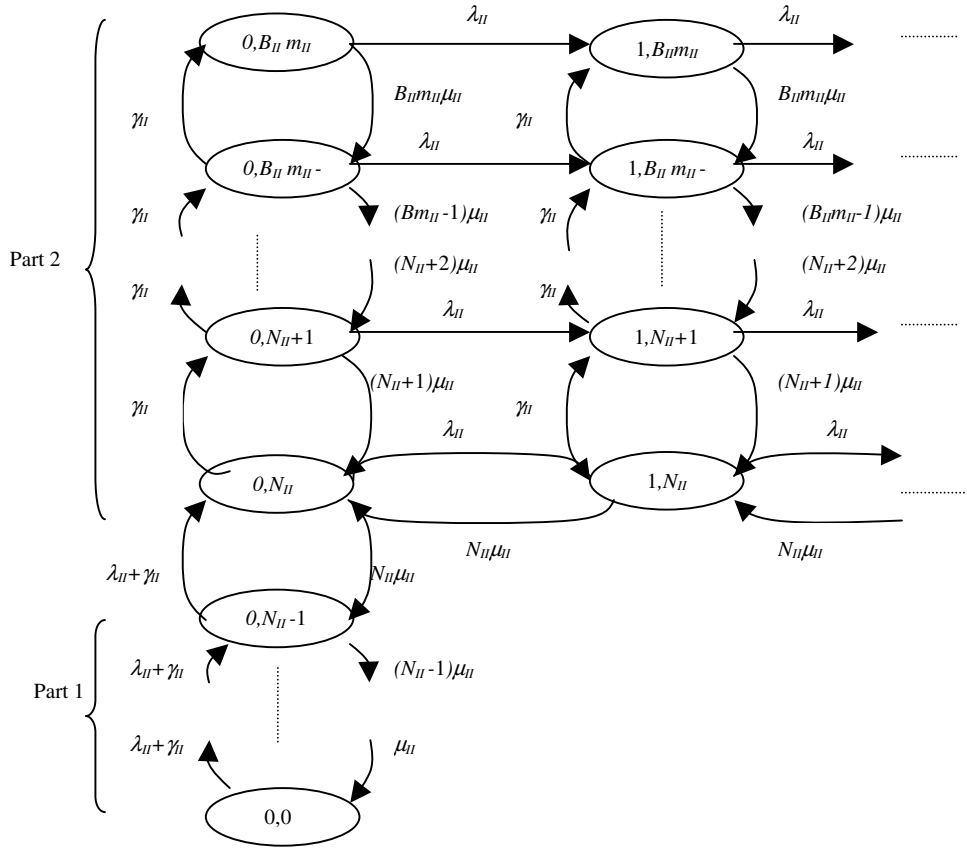 λII λII
0,BII mII 1,BIImII
BIImIIμII BIImIIμII
γII γII
λII λII
0,BII mII - 1,BII mII -
γII (BmII -1)μII γII (BIImII-1)μII
Part 2
(NII+2)μII (NII+2)μII
γII γII
λII λII
0,NII+1 1,NII+1
(NII+1)μII (NII+1)μII
γII γII
λII λII
0,NII 1,NII
NIIμII NIIμII
λII+γII NIIμII
0,NII -1
λII+γII (NII -1)μII
Part 1
λII+γII μII
0,0